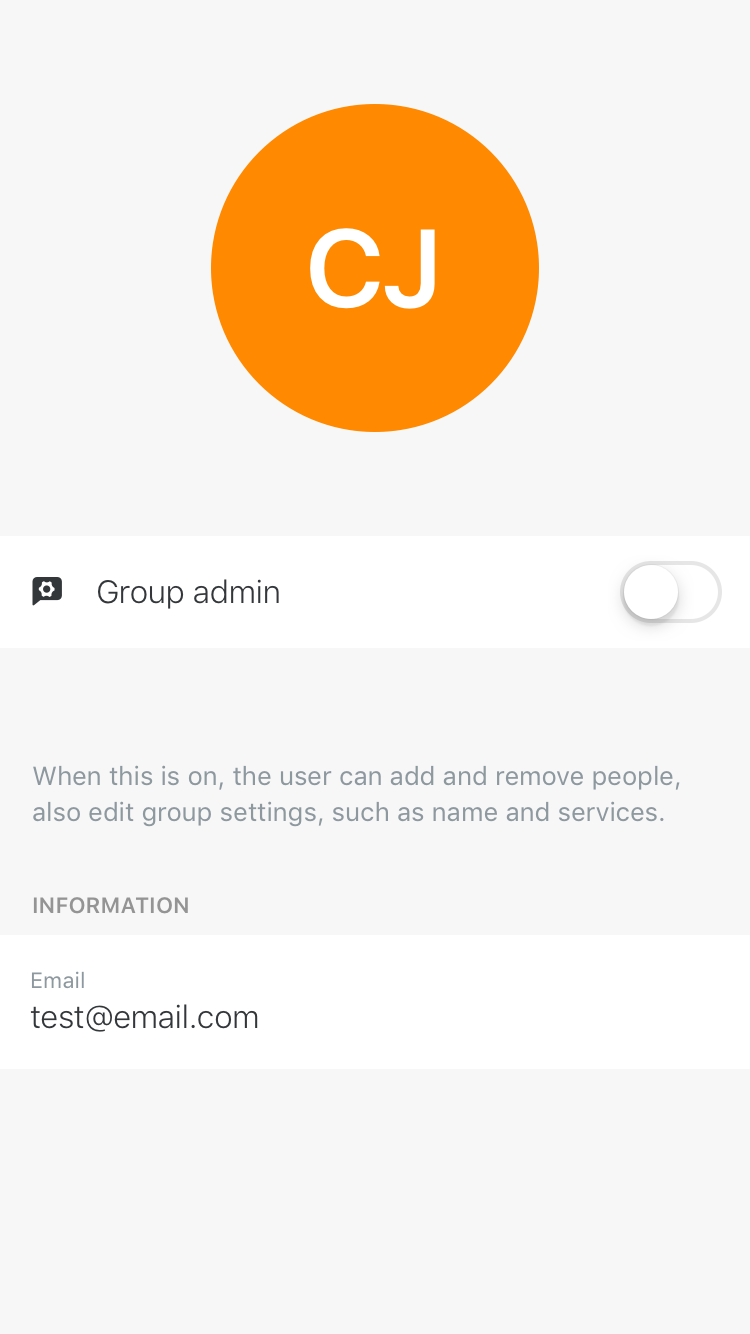 CJ
Group admin
When this is on, the user can add and remove people,
also edit group settings, such as name and services.
INFORMATION
Email
test@email.com